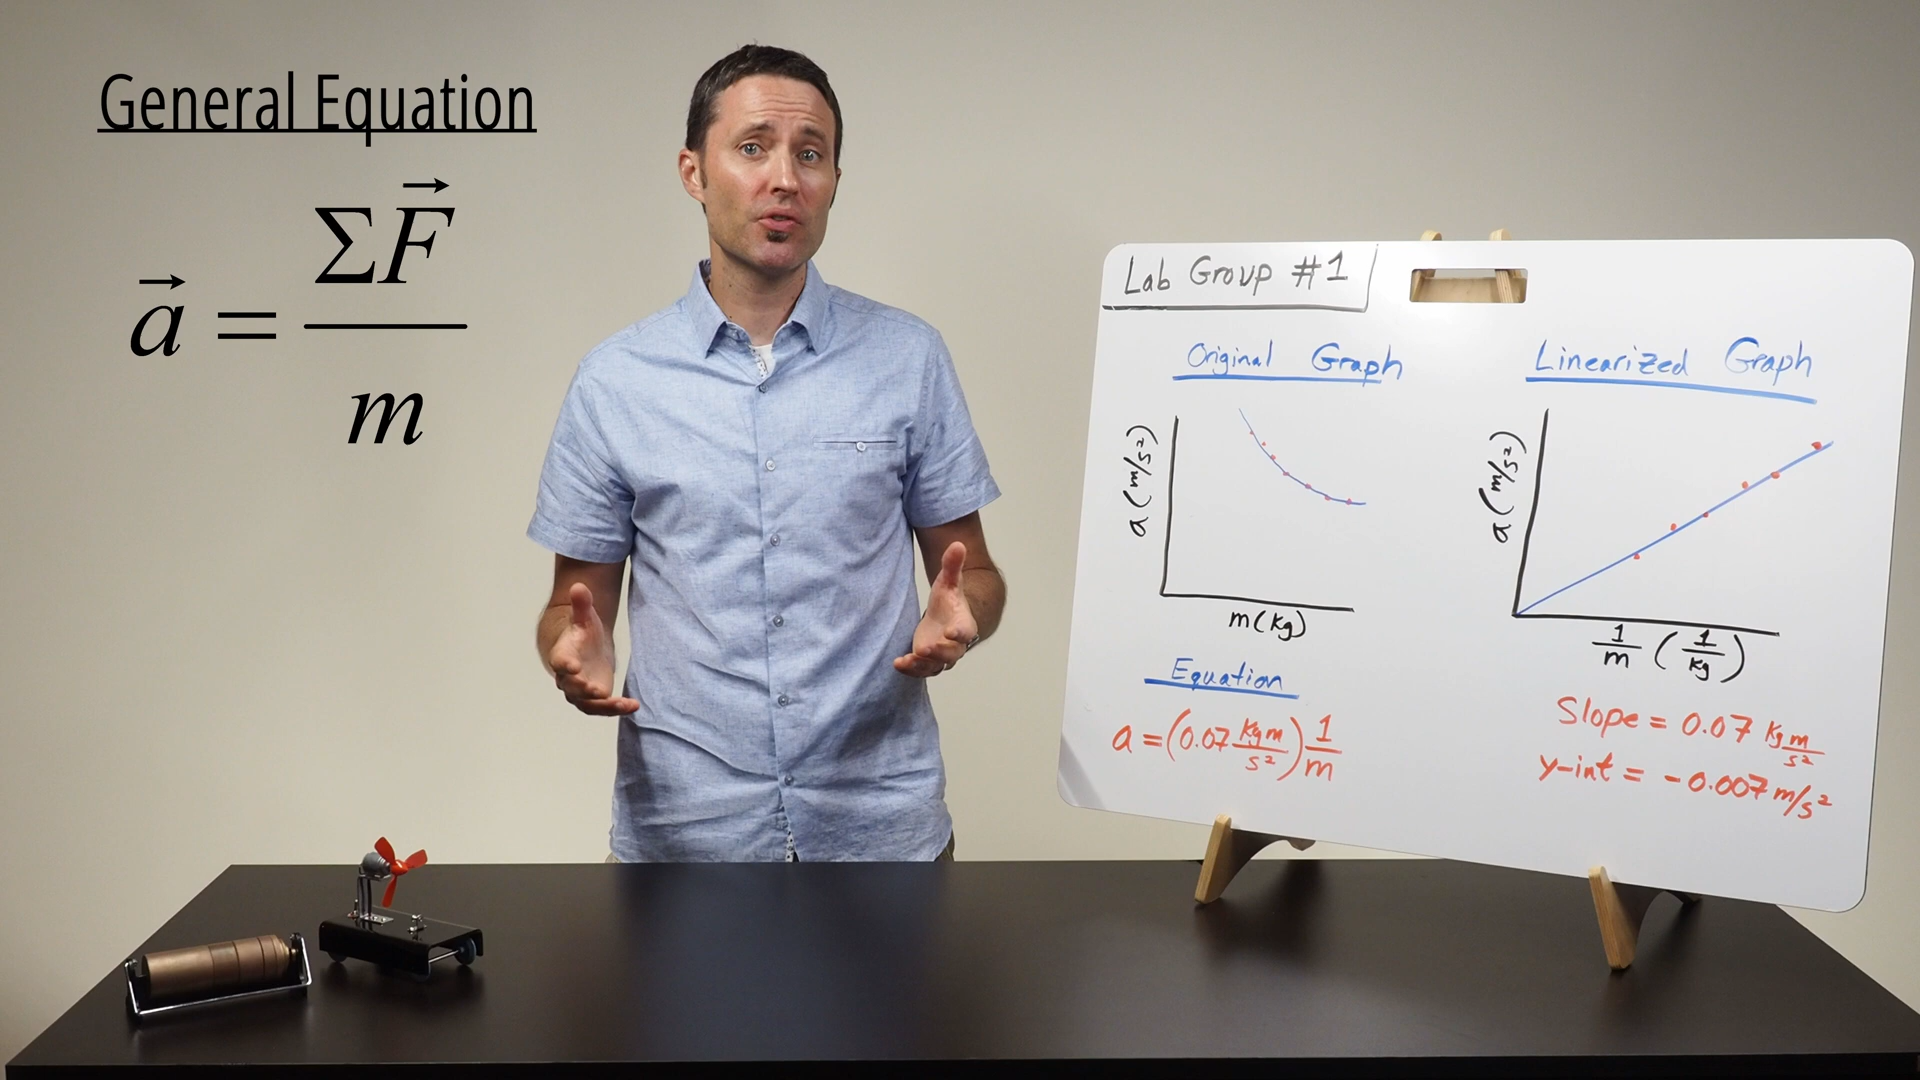 General Equation
a⃗ = ΣF⃗ / m
Lab Group #1
Original Graph
a (m/s²)
m (kg)
Equation
a = (0.07 kg m / s²) 1 / m
Linearized Graph
a (m/s²)
1 / m (1 / kg)
Slope = 0.07 kg m / s²
y-int = -0.007 m/s²